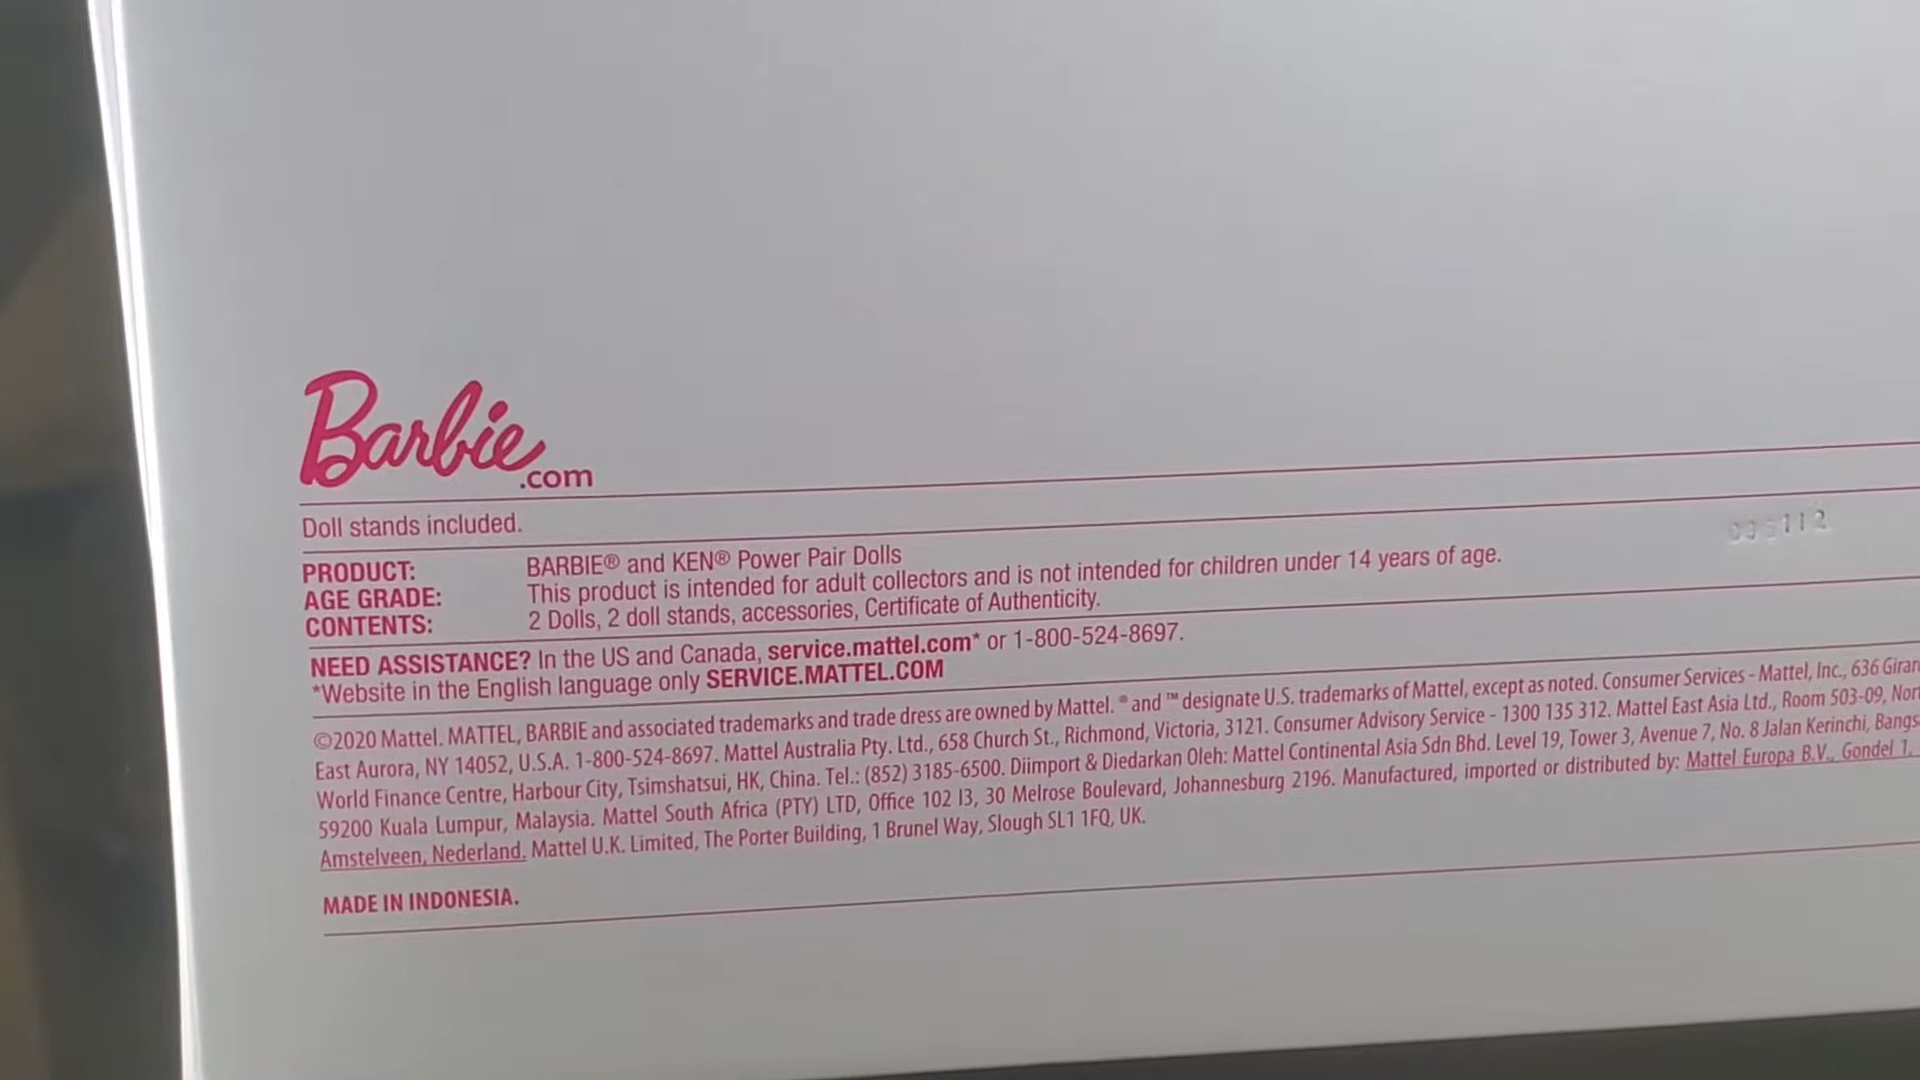 Barbie.com
Doll stands included.
PRODUCT: BARBIE® and KEN® Power Pair Dolls
AGE GRADE: This product is intended for adult collectors and is not intended for children under 14 years of age.
CONTENTS: 2 Dolls, 2 doll stands, accessories, Certificate of Authenticity.
NEED ASSISTANCE? In the US and Canada, service.mattel.com* or 1-800-524-8697.
*Website in the English language only SERVICE.MATTEL.COM
©2020 Mattel. MATTEL, BARBIE and associated trademarks and trade dress are owned by Mattel. ® and ™ designate U.S. trademarks of Mattel, except as noted. Consumer Services - Mattel, Inc., 636
East Aurora, NY 14052, U.S.A. 1-800-524-8697. Mattel Australia Pty. Ltd., 658 Church St., Richmond, Victoria, 3121. Consumer Advisory Service - 1300 135 312. Mattel East Asia Ltd., Room 503-09,
World Finance Centre, Harbour City, Tsimshatsui, HK, China. Tel.: (852) 3185-6500. Diimport & Diedarkan Oleh: Mattel Continental Asia Sdn Bhd. Level 19, Tower 3, Avenue 7, No. 8 Jalan Kerinchi,
59200 Kuala Lumpur, Malaysia. Mattel South Africa (PTY) LTD, Office 102 I3, 30 Melrose Boulevard, Johannesburg 2196. Manufactured, imported or distributed by: Mattel Europa B.V., Gondel 1,
Amstelveen, Nederland. Mattel U.K. Limited, The Porter Building, 1 Brunel Way, Slough SL1 1FQ, UK.
MADE IN INDONESIA.